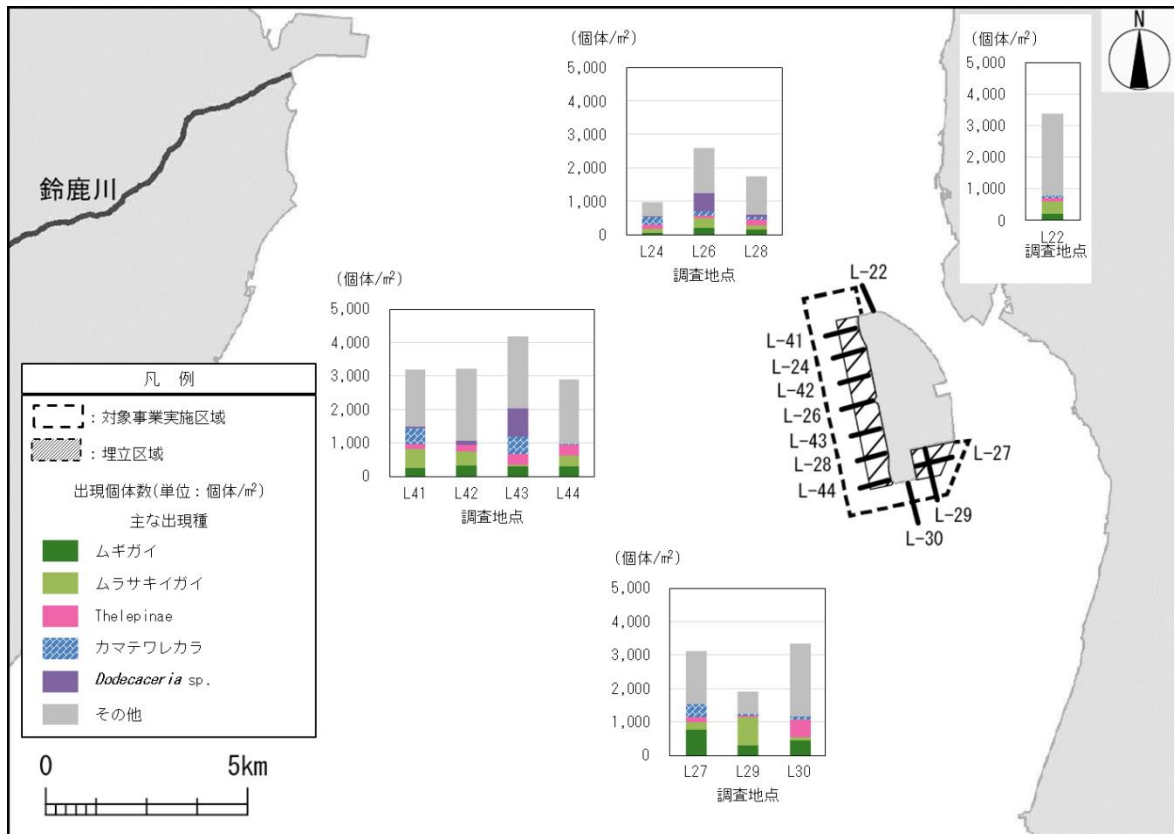 鈴鹿川
(個体/㎡)
5,000
4,000
3,000
2,000
1,000
0
L24 L26 L28
調査地点
(個体/㎡)
5,000
4,000
3,000
2,000
1,000
0
L22
調査地点
N
(個体/㎡)
5,000
4,000
3,000
2,000
1,000
0
L41 L42 L43 L44
調査地点
L-22
L-41
L-24
L-42
L-26
L-43
L-28
L-44
L-27
L-29
L-30
凡 例
:対象事業実施区域
:埋立区域
出現個体数(単位:個体/㎡)
主な出現種
ムギガイ
ムラサキイガイ
Thelepinae
カマテワレカラ
Dodecaceria sp.
その他
0 5km
(個体/㎡)
5,000
4,000
3,000
2,000
1,000
0
L27 L29 L30
調査地点